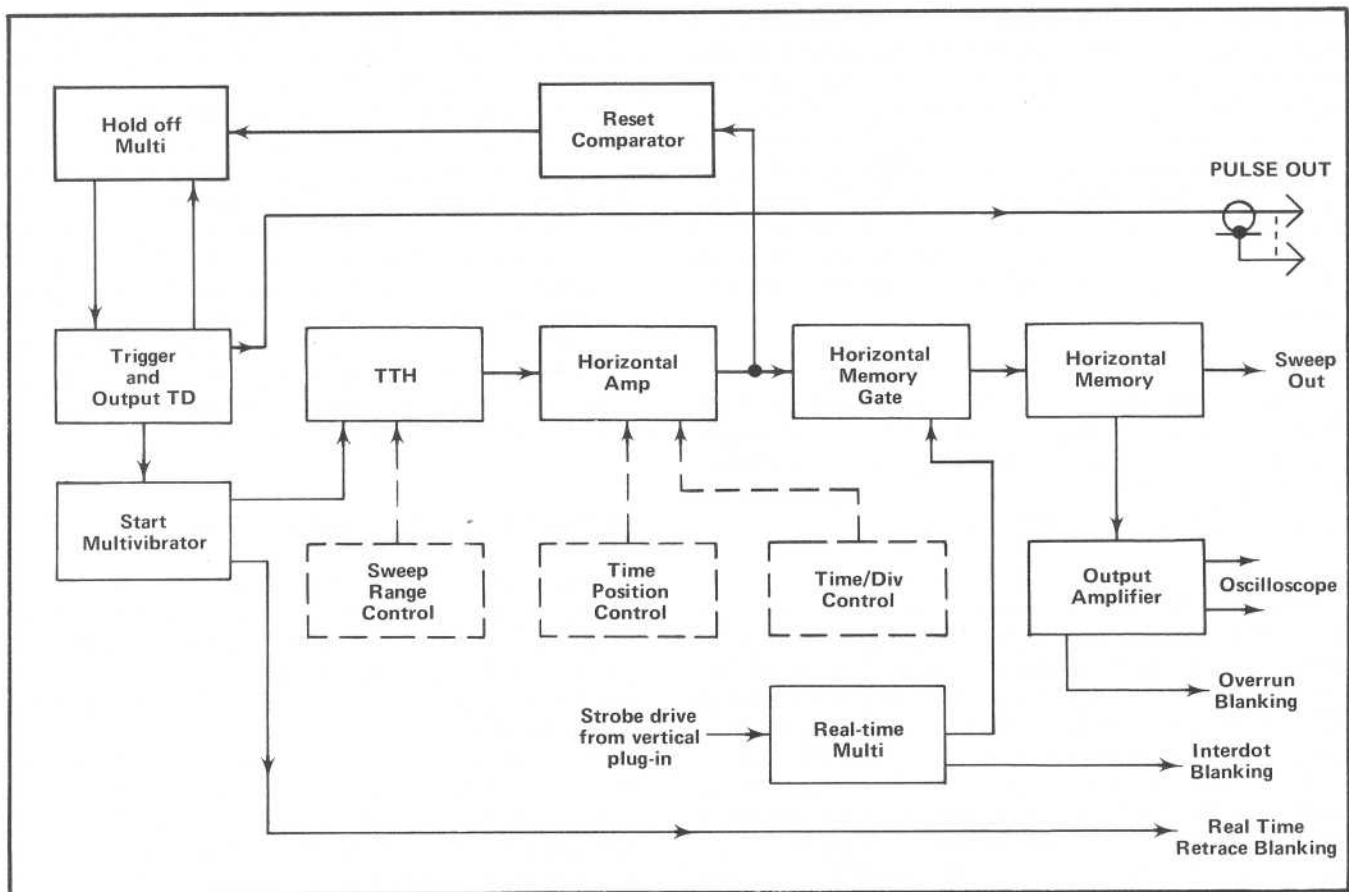 Hold off
Multi
Reset
Comparator
PULSE OUT
Trigger
and
Output TD
TTH
Horizontal
Amp
Horizontal
Memory
Gate
Horizontal
Memory
Sweep
Out
Start
Multivibrator
Sweep
Range
Control
Time
Position
Control
Time/Div
Control
Output
Amplifier
Oscilloscope
Overrun
Blanking
Strobe drive
from vertical
plug-in
Real-time
Multi
Interdot
Blanking
Real Time
Retrace Blanking